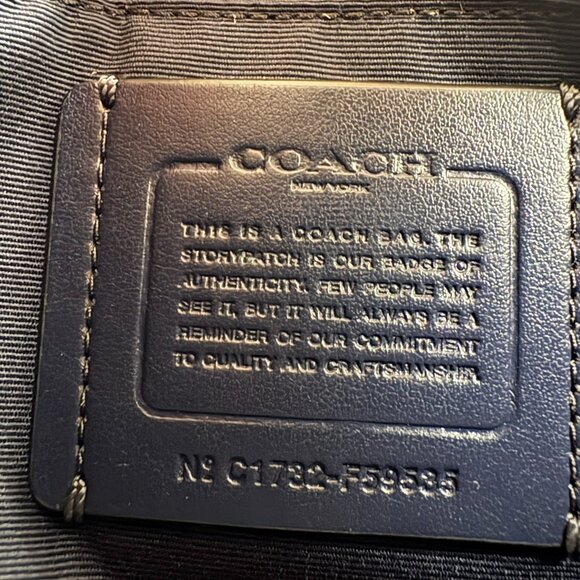 COACH
NEW YORK
THIS IS A COACH BAG. THE
STORYPATCH IS OUR BADGE OF
AUTHENTICITY. FEW PEOPLE MAY
SEE IT, BUT IT WILL ALWAYS BE A
REMINDER OF OUR COMMITMENT
TO QUALITY AND CRAFTSMANSHIP.
Nº C1732-F59535